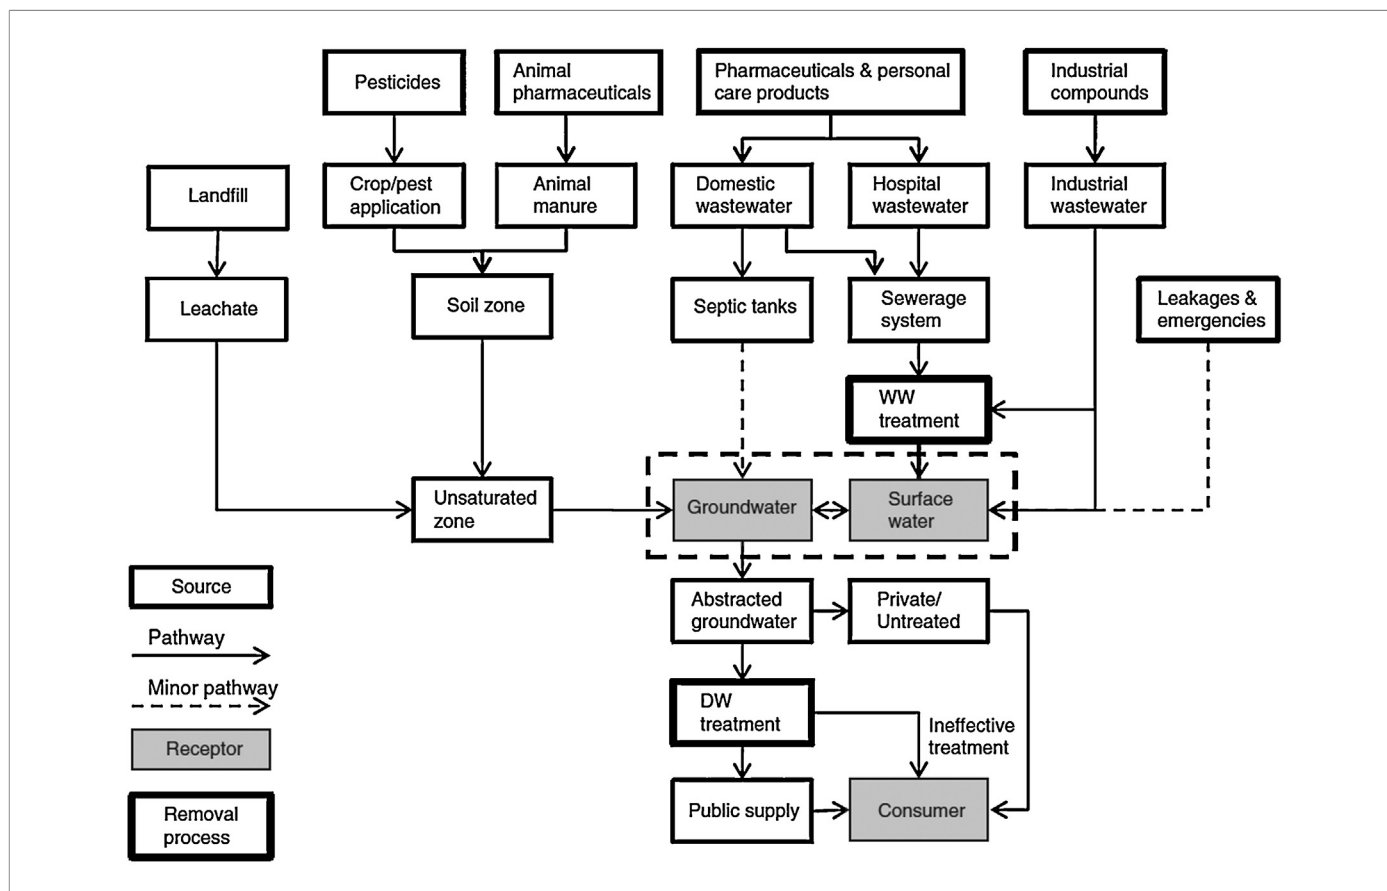 Pesticides
Animal
pharmaceuticals
Pharmaceuticals & personal
care products
Industrial
compounds
Landfill
Crop/pest
application
Animal
manure
Domestic
wastewater
Hospital
wastewater
Industrial
wastewater
Leachate
Soil zone
Septic tanks
Sewerage
system
Leakages &
emergencies
WW
treatment
Unsaturated
zone
Groundwater
Surface
water
Source
Pathway
Minor pathway
Receptor
Removal
process
Abstracted
groundwater
Private/
Untreated
DW
treatment
Ineffective
treatment
Public supply
Consumer